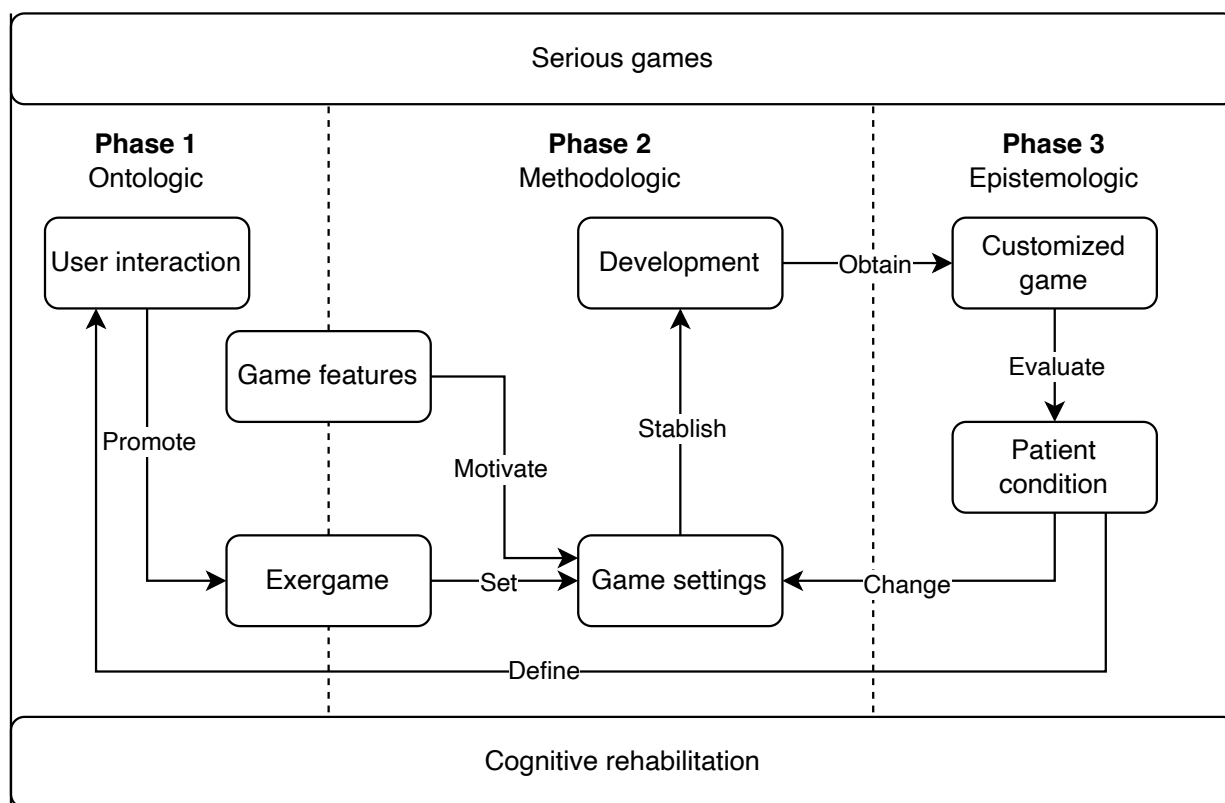 Serious games
Phase 1
Ontologic
Phase 2
Methodologic
Phase 3
Epistemologic
User interaction
Development
Obtain
Customized
game
Game features
Evaluate
Promote
Stablish
Motivate
Patient
condition
Exergame
Set
Game settings
Change
Define
Cognitive rehabilitation